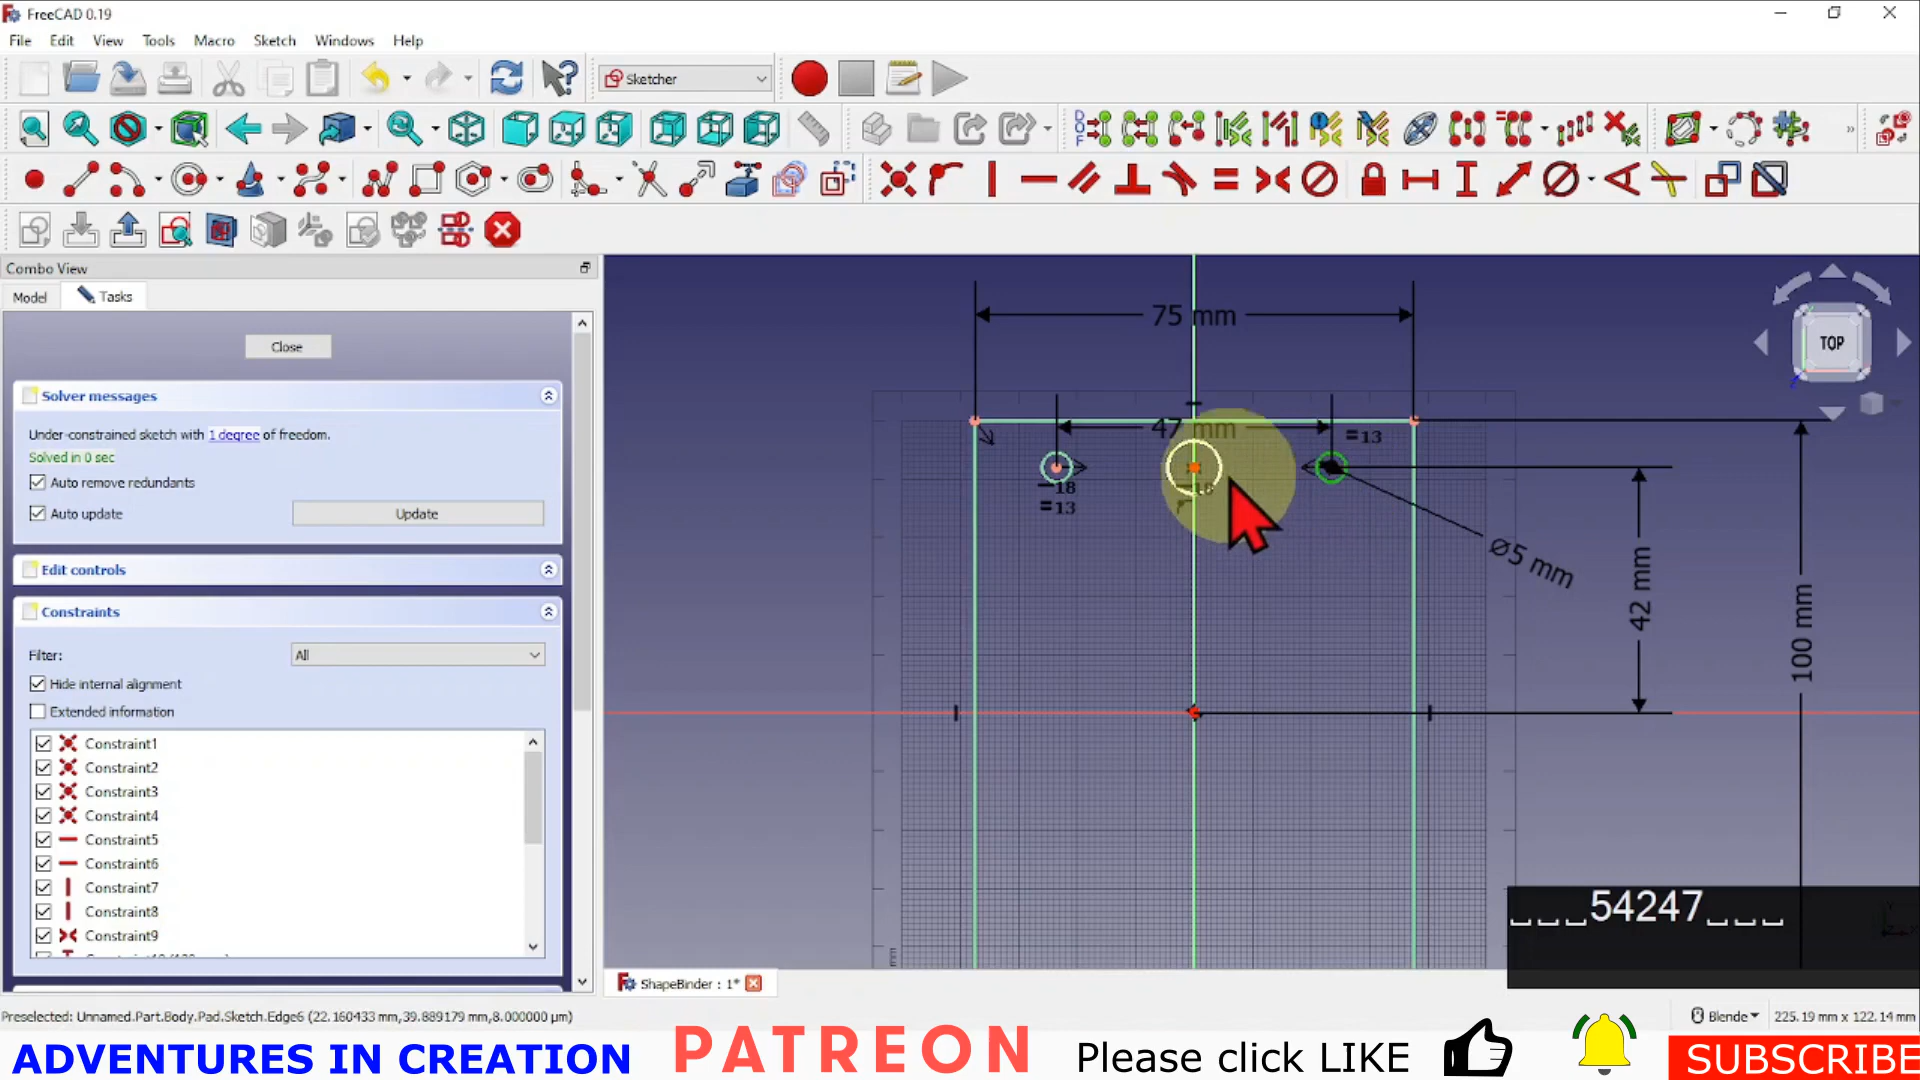 FreeCAD 0.19
File Edit View Tools Macro Sketch Windows Help
Sketcher
Combo View
Model Tasks
Close
Solver messages
Under-constrained sketch with 1 degree of freedom.
Solved in 0 sec
Auto remove redundants
Auto update Update
Edit controls
Constraints
Filter: All
Hide internal alignment
Extended information
Constraint1
Constraint2
Constraint3
Constraint4
Constraint5
Constraint6
Constraint7
Constraint8
Constraint9
75 mm
47 mm
=13
18
=13
⌀5 mm
42 mm
100 mm
TOP
___54247___
ShapeBinder : 1*
Preselected: Unnamed.Part.Body.Pad.Sketch.Edge6 (22.160433 mm,39.889179 mm,8.000000 µm)
Blende 225.19 mm x 122.14 mm
ADVENTURES IN CREATION PATREON Please click LIKE SUBSCRIBE